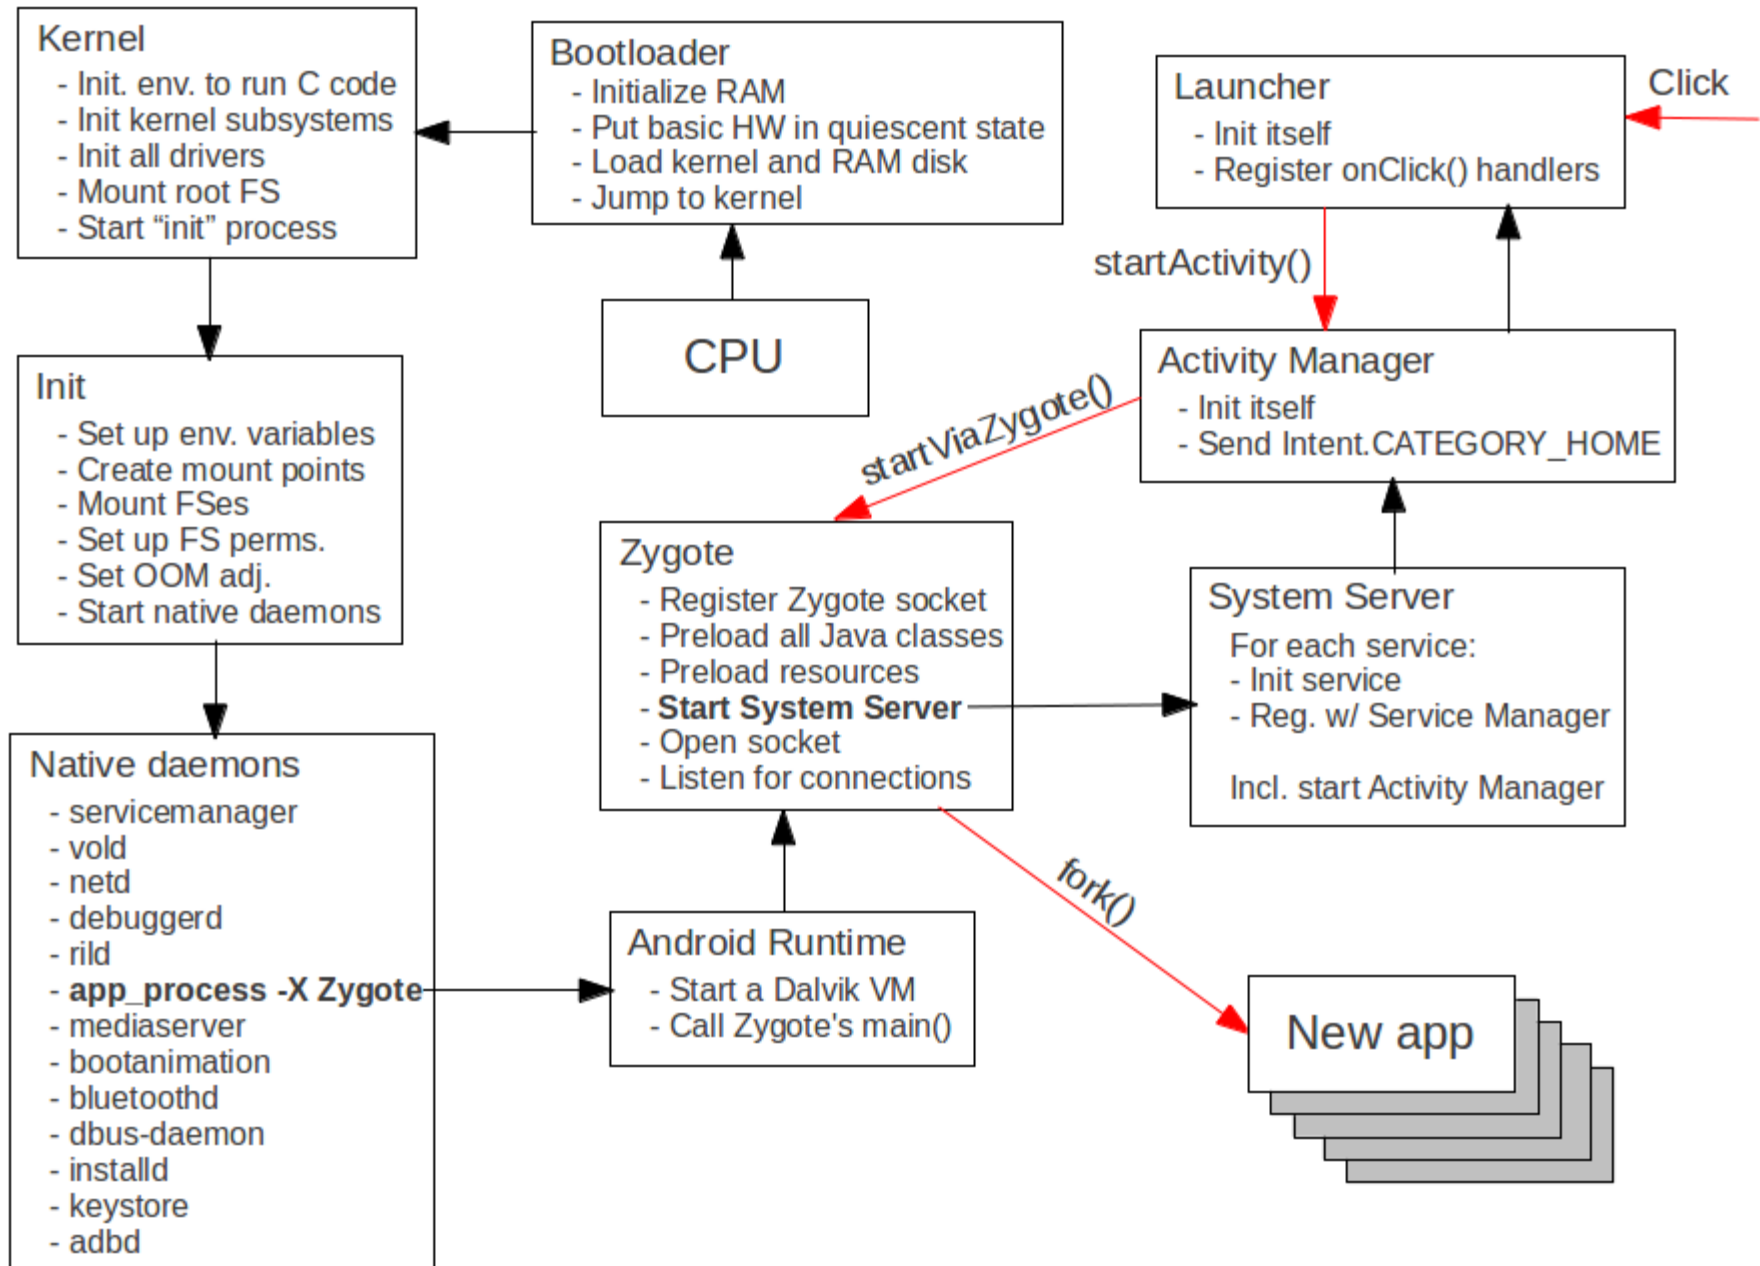 Kernel
- Init. env. to run C code
- Init kernel subsystems
- Init all drivers
- Mount root FS
- Start “init” process
Bootloader
- Initialize RAM
- Put basic HW in quiescent state
- Load kernel and RAM disk
- Jump to kernel
Launcher
- Init itself
- Register onClick() handlers
Click
startActivity()
CPU
Activity Manager
- Init itself
- Send Intent.CATEGORY_HOME
startViaZygote()
Init
- Set up env. variables
- Create mount points
- Mount FSes
- Set up FS perms.
- Set OOM adj.
- Start native daemons
Zygote
- Register Zygote socket
- Preload all Java classes
- Preload resources
- Start System Server
- Open socket
- Listen for connections
System Server
For each service:
- Init service
- Reg. w/ Service Manager
Incl. start Activity Manager
Native daemons
- servicemanager
- vold
- netd
- debuggerd
- rild
- app_process -X Zygote
- mediaserver
- bootanimation
- bluetoothd
- dbus-daemon
- installd
- keystore
- adbd
Android Runtime
- Start a Dalvik VM
- Call Zygote's main()
fork()
New app